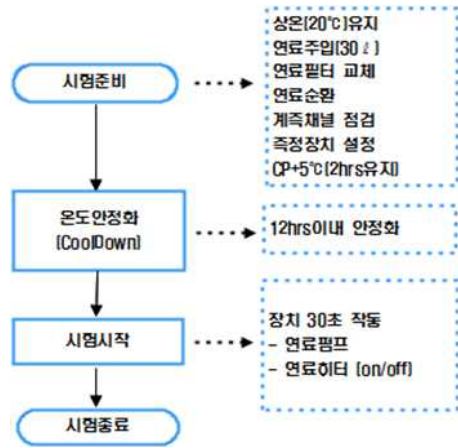 시험준비
상온(20℃)유지
연료주입(30ℓ)
연료필터 교체
연료순환
계측채널 점검
측정장치 설정
CP+5℃(2hrs유지)
온도안정화
(CoolDown)
12hrs이내 안정화
시험시작
장치 30초 작동
- 연료펌프
- 연료히터 (on/off)
시험종료